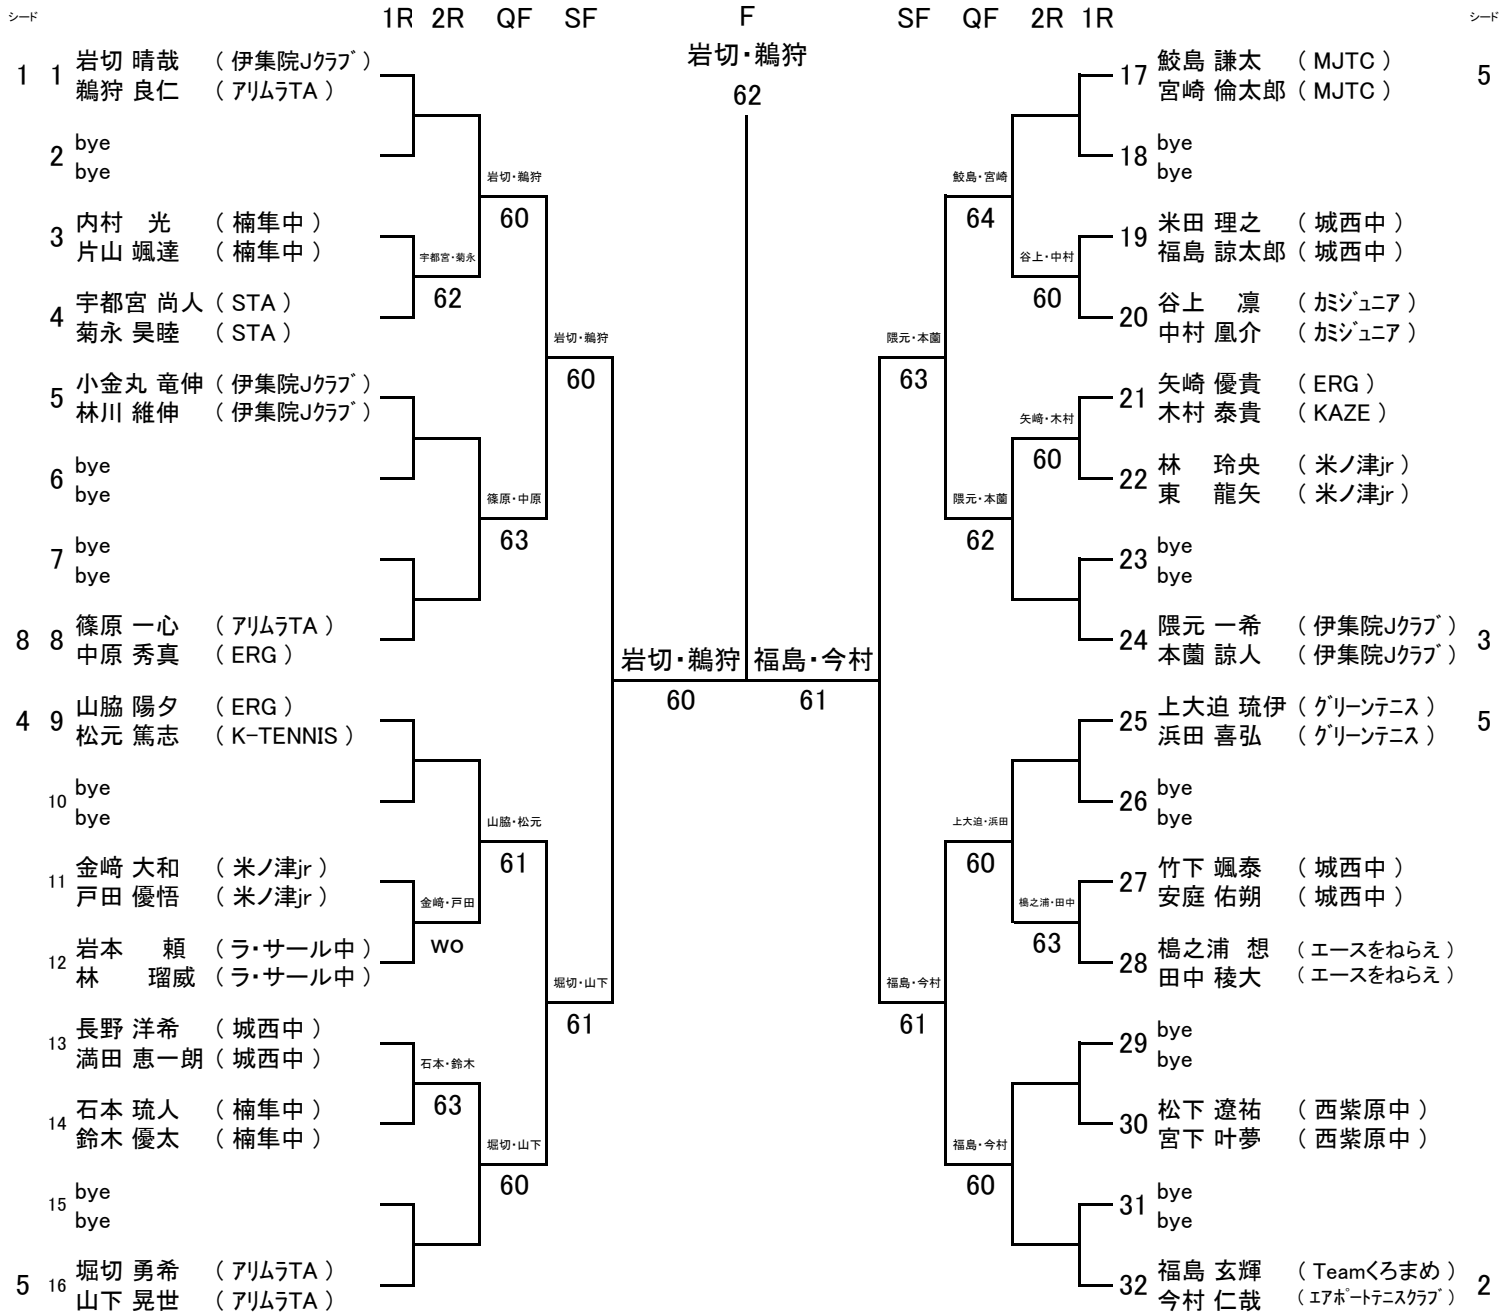 シード 1R 2R QF SF F SF QF 2R 1R シード
岩切・鵜狩
62
1 1 岩切 晴哉 （ 伊集院Jｸﾗﾌﾞ ）
鵜狩 良仁 （ ｱﾘﾑﾗTA ）
2 bye
bye
岩切・鵜狩
60
3 内村 光 （ 楠隼中 ）
片山 颯達 （ 楠隼中 ）
宇都宮・菊永
62
4 宇都宮 尚人 （ STA ）
菊永 昊睦 （ STA ）
岩切・鵜狩
60
5 小金丸 竜伸 （ 伊集院Jｸﾗﾌﾞ ）
林川 維伸 （ 伊集院Jｸﾗﾌﾞ ）
6 bye
bye
篠原・中原
63
7 bye
bye
8 8 篠原 一心 （ ｱﾘﾑﾗTA ）
中原 秀真 （ ERG ）
岩切・鵜狩
60
4 9 山脇 陽夕 （ ERG ）
松元 篤志 （ K-TENNIS ）
10 bye
bye
山脇・松元
61
11 金﨑 大和 （ 米ノ津jr ）
戸田 優悟 （ 米ノ津jr ）
金﨑・戸田
wo
12 岩本 頼 （ ラ・サール中 ）
林 瑠威 （ ラ・サール中 ）
堀切・山下
61
13 長野 洋希 （ 城西中 ）
満田 恵一朗 （ 城西中 ）
石本・鈴木
63
14 石本 琉人 （ 楠隼中 ）
鈴木 優太 （ 楠隼中 ）
堀切・山下
60
15 bye
bye
5 16 堀切 勇希 （ ｱﾘﾑﾗTA ）
山下 晃世 （ ｱﾘﾑﾗTA ）
17 鮫島 謙太 （ MJTC ） 5
宮崎 倫太郎 （ MJTC ）
18 bye
bye
鮫島・宮崎
64
19 米田 理之 （ 城西中 ）
福島 諒太郎 （ 城西中 ）
谷上・中村
60
20 谷上 凛 （ ｶﾐｼﾞｭﾆｱ ）
中村 凰介 （ ｶﾐｼﾞｭﾆｱ ）
隈元・本薗
63
21 矢崎 優貴 （ ERG ）
木村 泰貴 （ KAZE ）
矢﨑・木村
60
22 林 玲央 （ 米ノ津jr ）
東 龍矢 （ 米ノ津jr ）
隈元・本薗
62
23 bye
bye
24 隈元 一希 （ 伊集院Jｸﾗﾌﾞ ） 3
本薗 諒人 （ 伊集院Jｸﾗﾌﾞ ）
福島・今村
61
25 上大迫 琉伊 （ ｸﾞﾘｰﾝﾃﾆｽ ） 5
浜田 喜弘 （ ｸﾞﾘｰﾝﾃﾆｽ ）
26 bye
bye
上大迫・浜田
60
27 竹下 颯泰 （ 城西中 ）
安庭 佑朔 （ 城西中 ）
楊之浦・田中
63
28 楊之浦 想 （ エースをねらえ ）
田中 稜大 （ エースをねらえ ）
福島・今村
61
29 bye
bye
30 松下 遼祐 （ 西紫原中 ）
宮下 叶夢 （ 西紫原中 ）
福島・今村
60
31 bye
bye
32 福島 玄輝 （ Teamくろまめ ） 2
今村 仁哉 （ ｴｱﾎﾟｰﾄﾃﾆｽｸﾗﾌﾞ ）